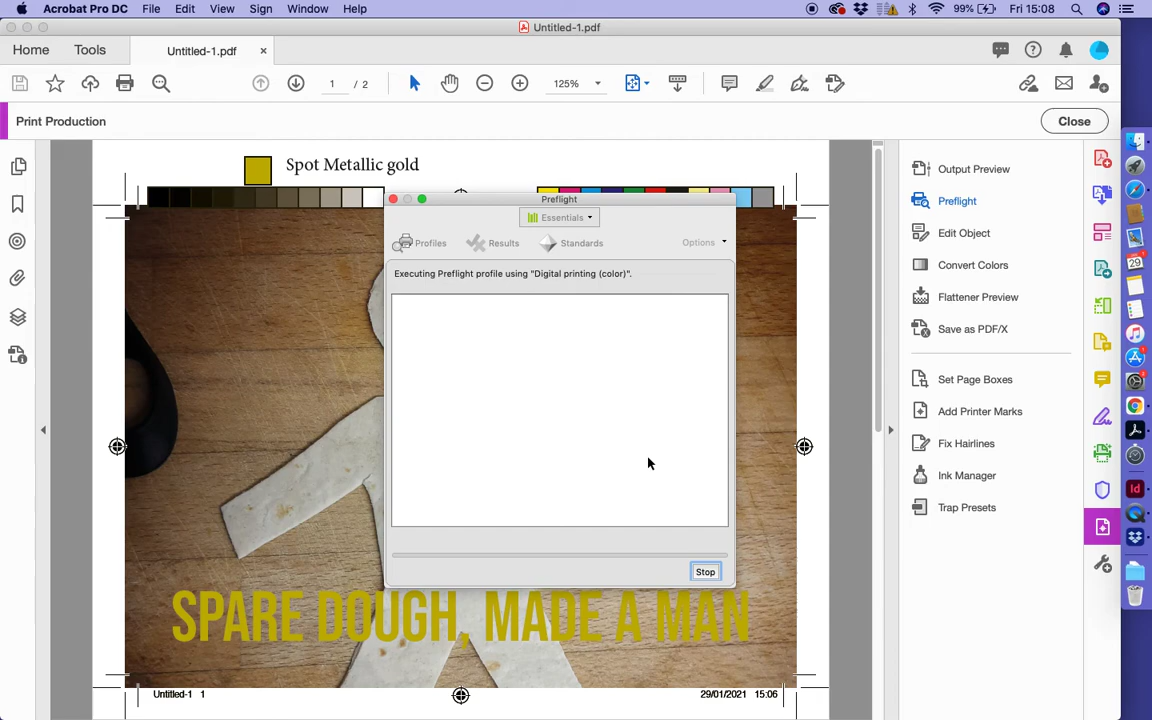 Acrobat Pro DC File Edit View Sign Window Help 99% Fri 15:08
Untitled-1.pdf
Home Tools Untitled-1.pdf ×
1 / 2 125%
Print Production Close
Spot Metallic gold
Preflight
Essentials
Profiles Results Standards Options
Executing Preflight profile using "Digital printing (color)".
Stop
SPARE DOUGH, MADE A MAN
Untitled-1 1 29/01/2021 15:06
Output Preview
Preflight
Edit Object
Convert Colors
Flattener Preview
Save as PDF/X
Set Page Boxes
Add Printer Marks
Fix Hairlines
Ink Manager
Trap Presets
29
Id